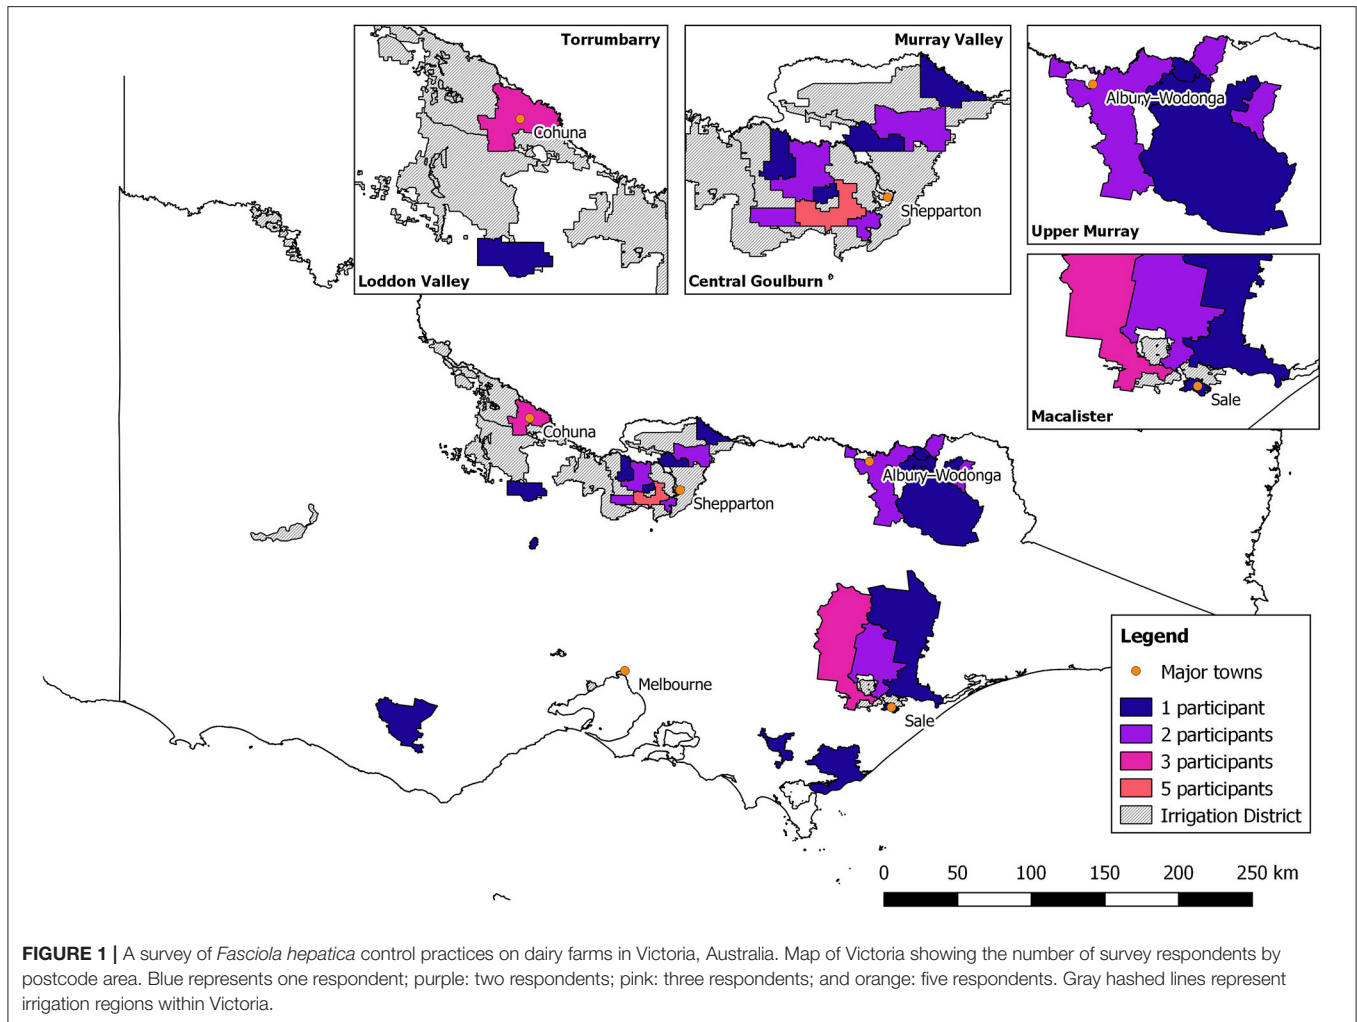 Torrumbarry
Cohuna
Loddon Valley
Murray Valley
Shepparton
Central Goulburn
Albury–Wodonga
Upper Murray
Sale
Macalister
Cohuna
Shepparton
Albury–Wodonga
Melbourne
Sale
Legend
Major towns
1 participant
2 participants
3 participants
5 participants
Irrigation District
0 50 100 150 200 250 km
FIGURE 1 | A survey of Fasciola hepatica control practices on dairy farms in Victoria, Australia. Map of Victoria showing the number of survey respondents by
postcode area. Blue represents one respondent; purple: two respondents; pink: three respondents; and orange: five respondents. Gray hashed lines represent
irrigation regions within Victoria.